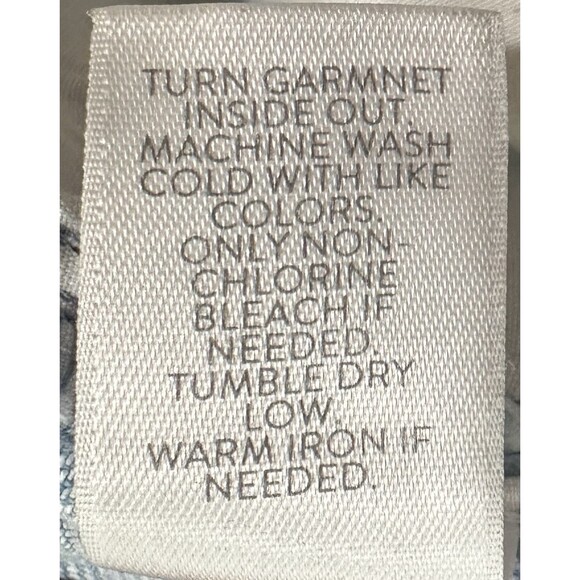 TURN GARMNET
INSIDE OUT.
MACHINE WASH
COLD WITH LIKE
COLORS.
ONLY NON-
CHLORINE
BLEACH IF
NEEDED.
TUMBLE DRY
LOW.
WARM IRON IF
NEEDED.